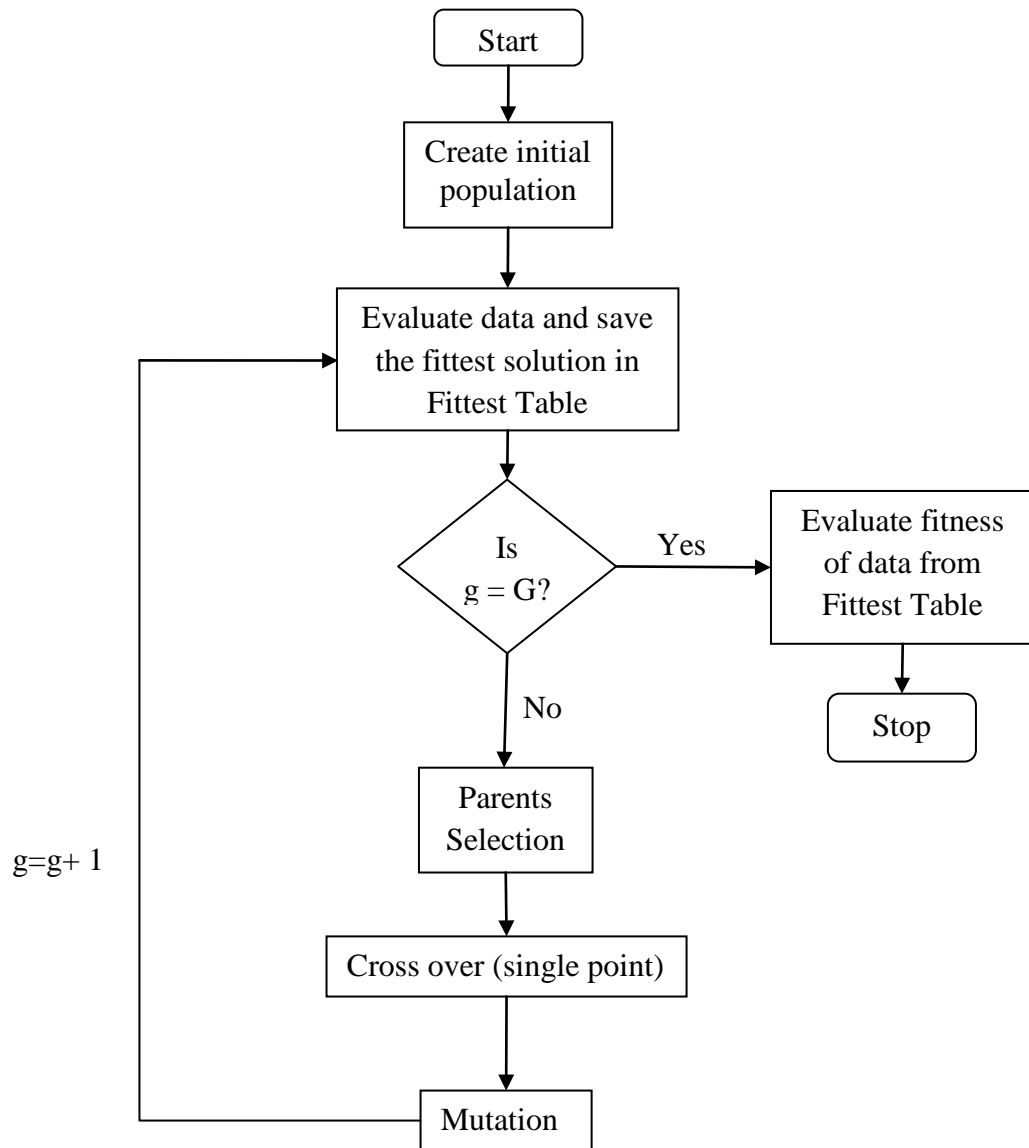 Start
Create initial
population
Evaluate data and save
the fittest solution in
Fittest Table
Is
g = G?
Yes
Evaluate fitness
of data from
Fittest Table
Stop
No
Parents
Selection
g=g+ 1
Cross over (single point)
Mutation